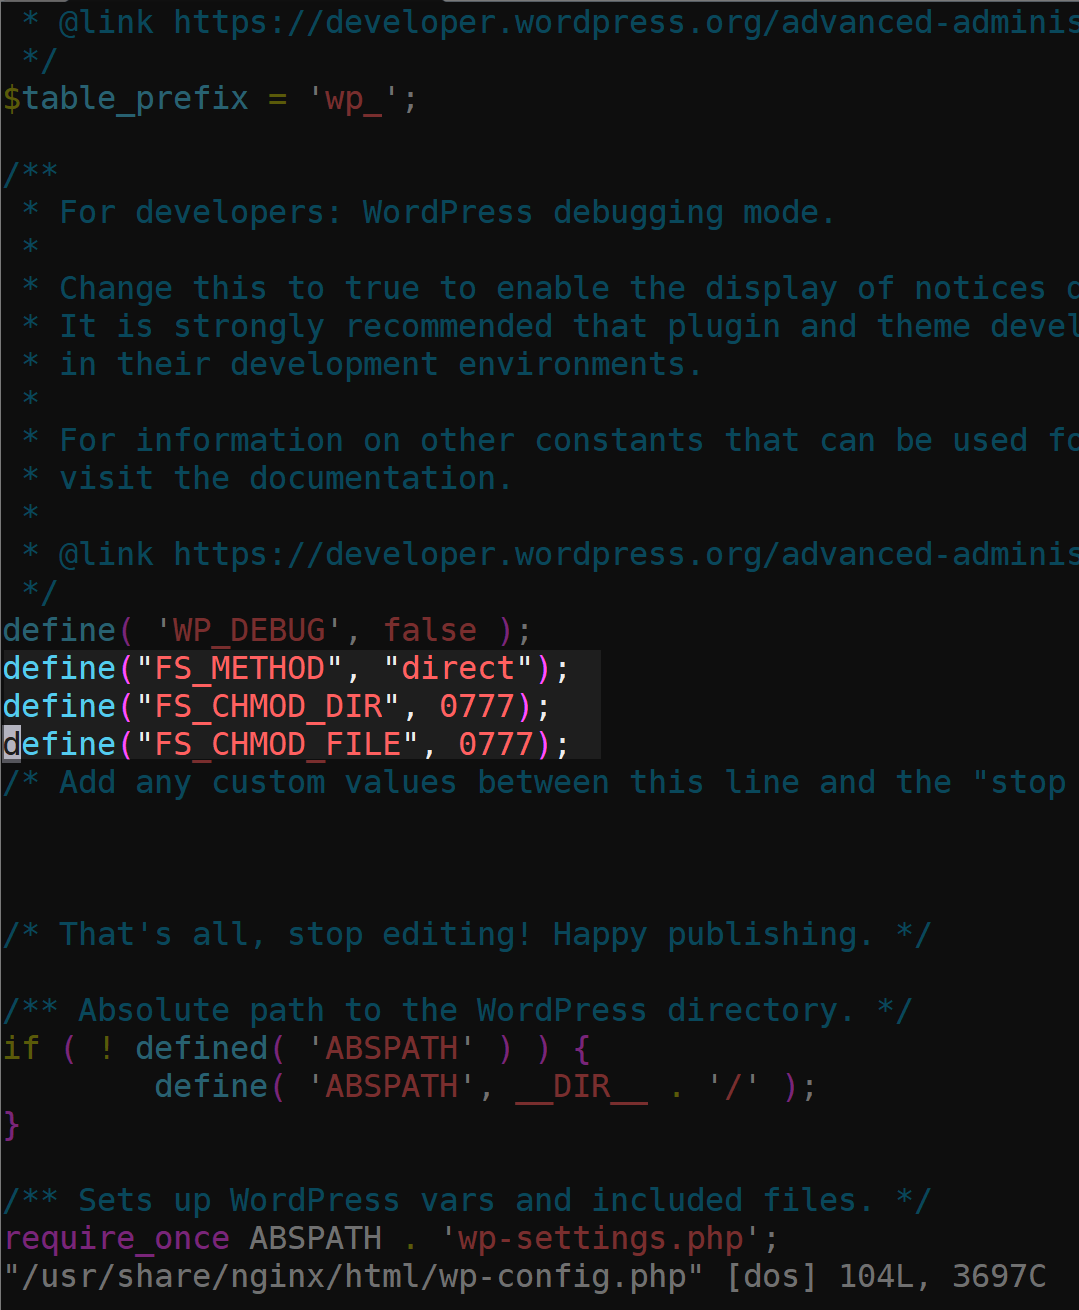 * @link https://developer.wordpress.org/advanced-adminis
 */
$table_prefix = 'wp_';
/**
 * For developers: WordPress debugging mode.
 *
 * Change this to true to enable the display of notices d
 * It is strongly recommended that plugin and theme devel
 * in their development environments.
 *
 * For information on other constants that can be used fo
 * visit the documentation.
 *
 * @link https://developer.wordpress.org/advanced-adminis
 */
define( 'WP_DEBUG', false );
define("FS_METHOD", "direct");
define("FS_CHMOD_DIR", 0777);
define("FS_CHMOD_FILE", 0777);
/* Add any custom values between this line and the "stop
/* That's all, stop editing! Happy publishing. */
/** Absolute path to the WordPress directory. */
if ( ! defined( 'ABSPATH' ) ) {
        define( 'ABSPATH', __DIR__ . '/' );
}
/** Sets up WordPress vars and included files. */
require_once ABSPATH . 'wp-settings.php';
"/usr/share/nginx/html/wp-config.php" [dos] 104L, 3697C